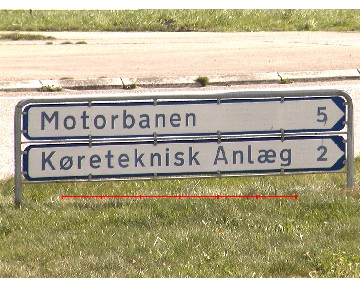 Motorbanen 5
Køreteknisk Anlæg 2